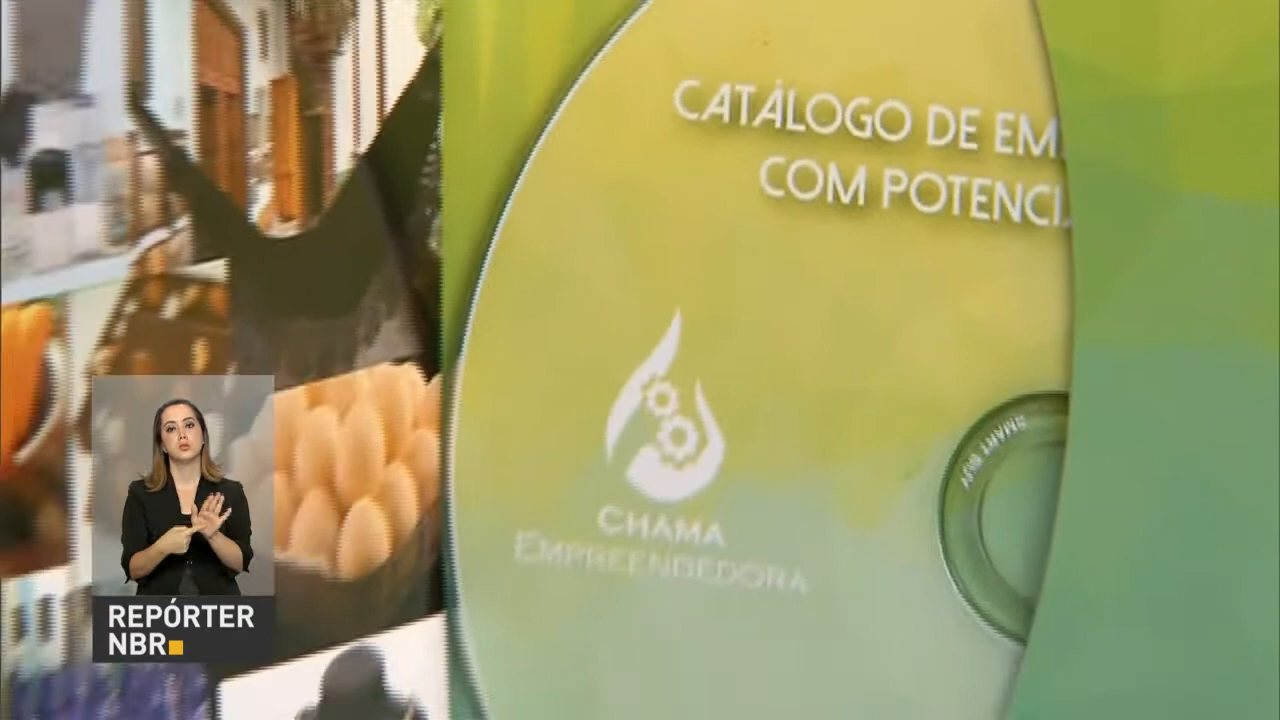 CATÁLOGO DE EM
COM POTENCI
CHAMA
EMPREENDEDORA
REPÓRTER
NBR